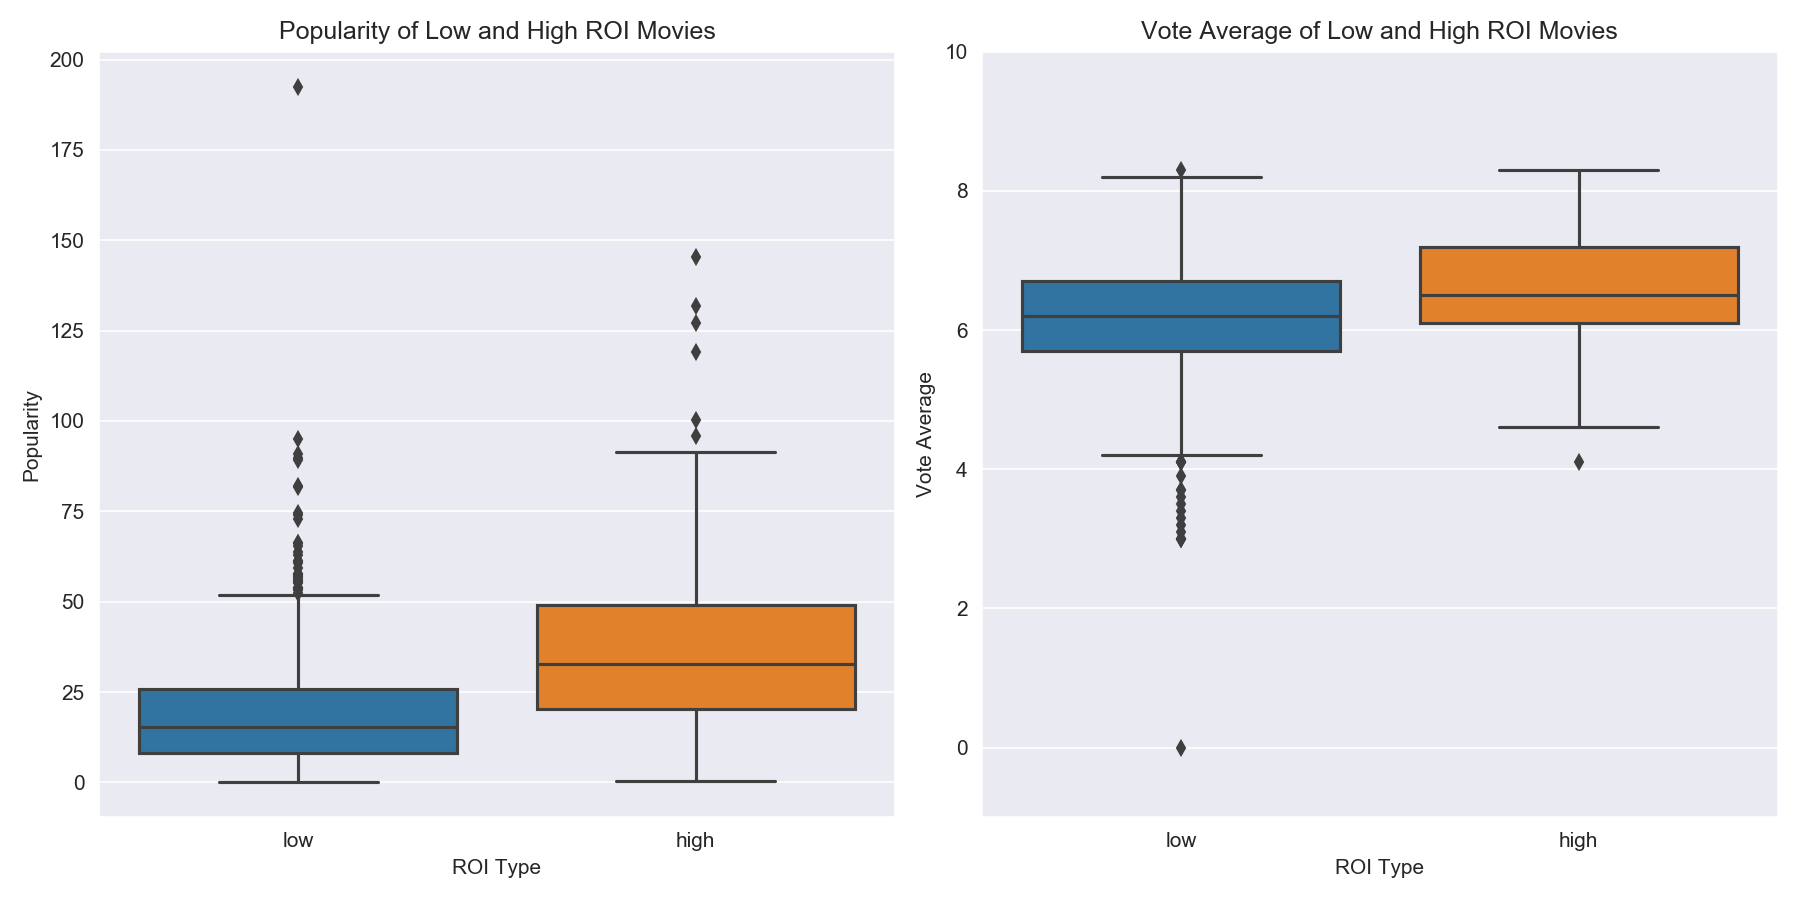 Popularity of Low and High ROI Movies
200
175
150
125
100
75
50
25
0
Popularity
low
high
ROI Type
Vote Average of Low and High ROI Movies
10
8
6
4
2
0
Vote Average
low
high
ROI Type